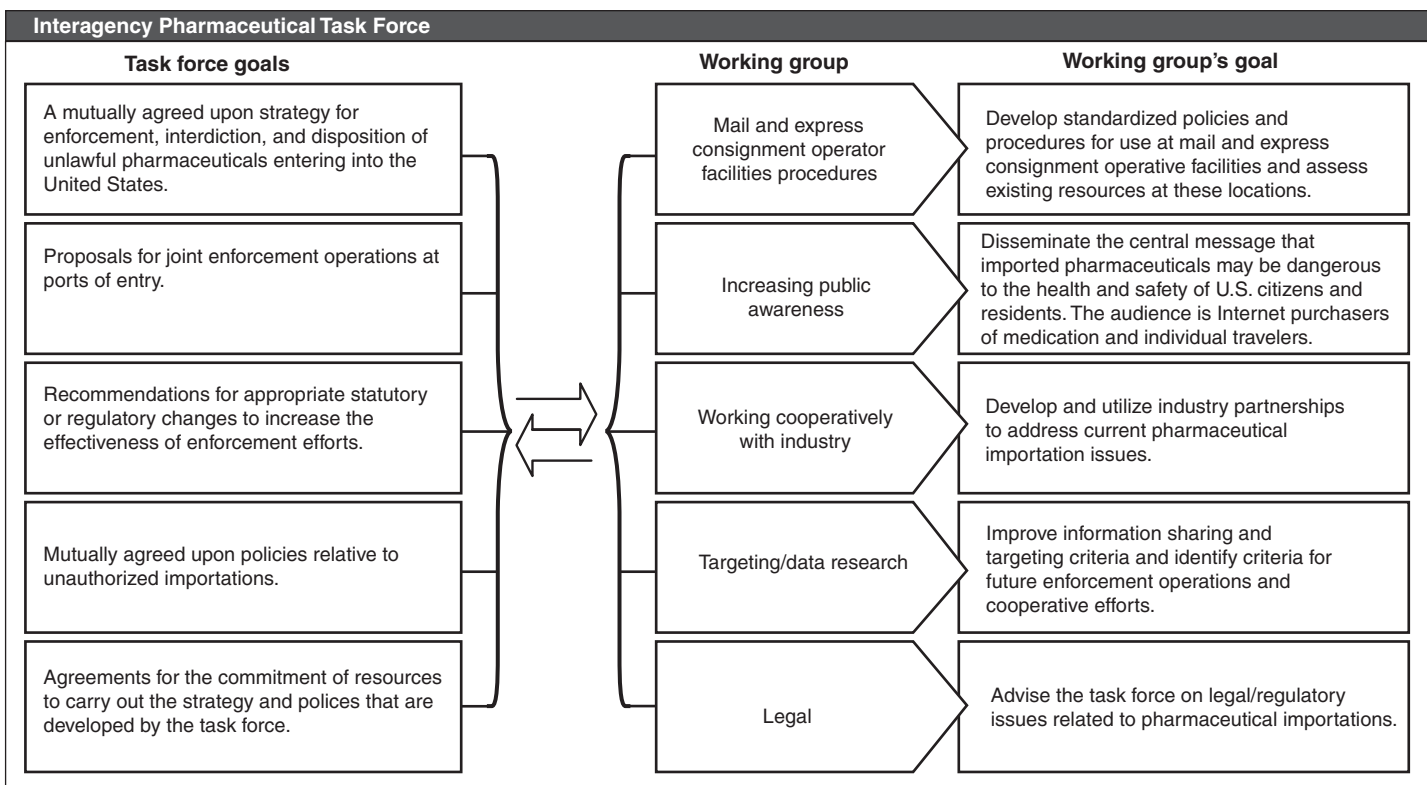 Interagency Pharmaceutical Task Force
Task force goals
A mutually agreed upon strategy for
enforcement, interdiction, and disposition of
unlawful pharmaceuticals entering into the
United States.
Proposals for joint enforcement operations at
ports of entry.
Recommendations for appropriate statutory
or regulatory changes to increase the
effectiveness of enforcement efforts.
Mutually agreed upon policies relative to
unauthorized importations.
Agreements for the commitment of resources
to carry out the strategy and polices that are
developed by the task force.
Working group
Working group's goal
Mail and express
consignment operator
facilities procedures
Develop standardized policies and
procedures for use at mail and express
consignment operative facilities and assess
existing resources at these locations.
Increasing public
awareness
Disseminate the central message that
imported pharmaceuticals may be dangerous
to the health and safety of U.S. citizens and
residents. The audience is Internet purchasers
of medication and individual travelers.
Working cooperatively
with industry
Develop and utilize industry partnerships
to address current pharmaceutical
importation issues.
Targeting/data research
Improve information sharing and
targeting criteria and identify criteria for
future enforcement operations and
cooperative efforts.
Legal
Advise the task force on legal/regulatory
issues related to pharmaceutical importations.